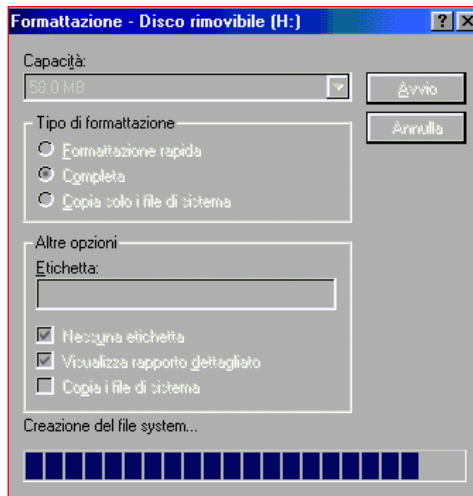 Formattazione - Disco rimovibile (H:)
Capacità:
58.0 MB
Avvio
Annulla
Tipo di formattazione
Formattazione rapida
Completa
Copia solo i file di sistema
Altre opzioni
Etichetta:
Nessuna etichetta
Visualizza rapporto dettagliato
Copia i file di sistema
Creazione del file system...